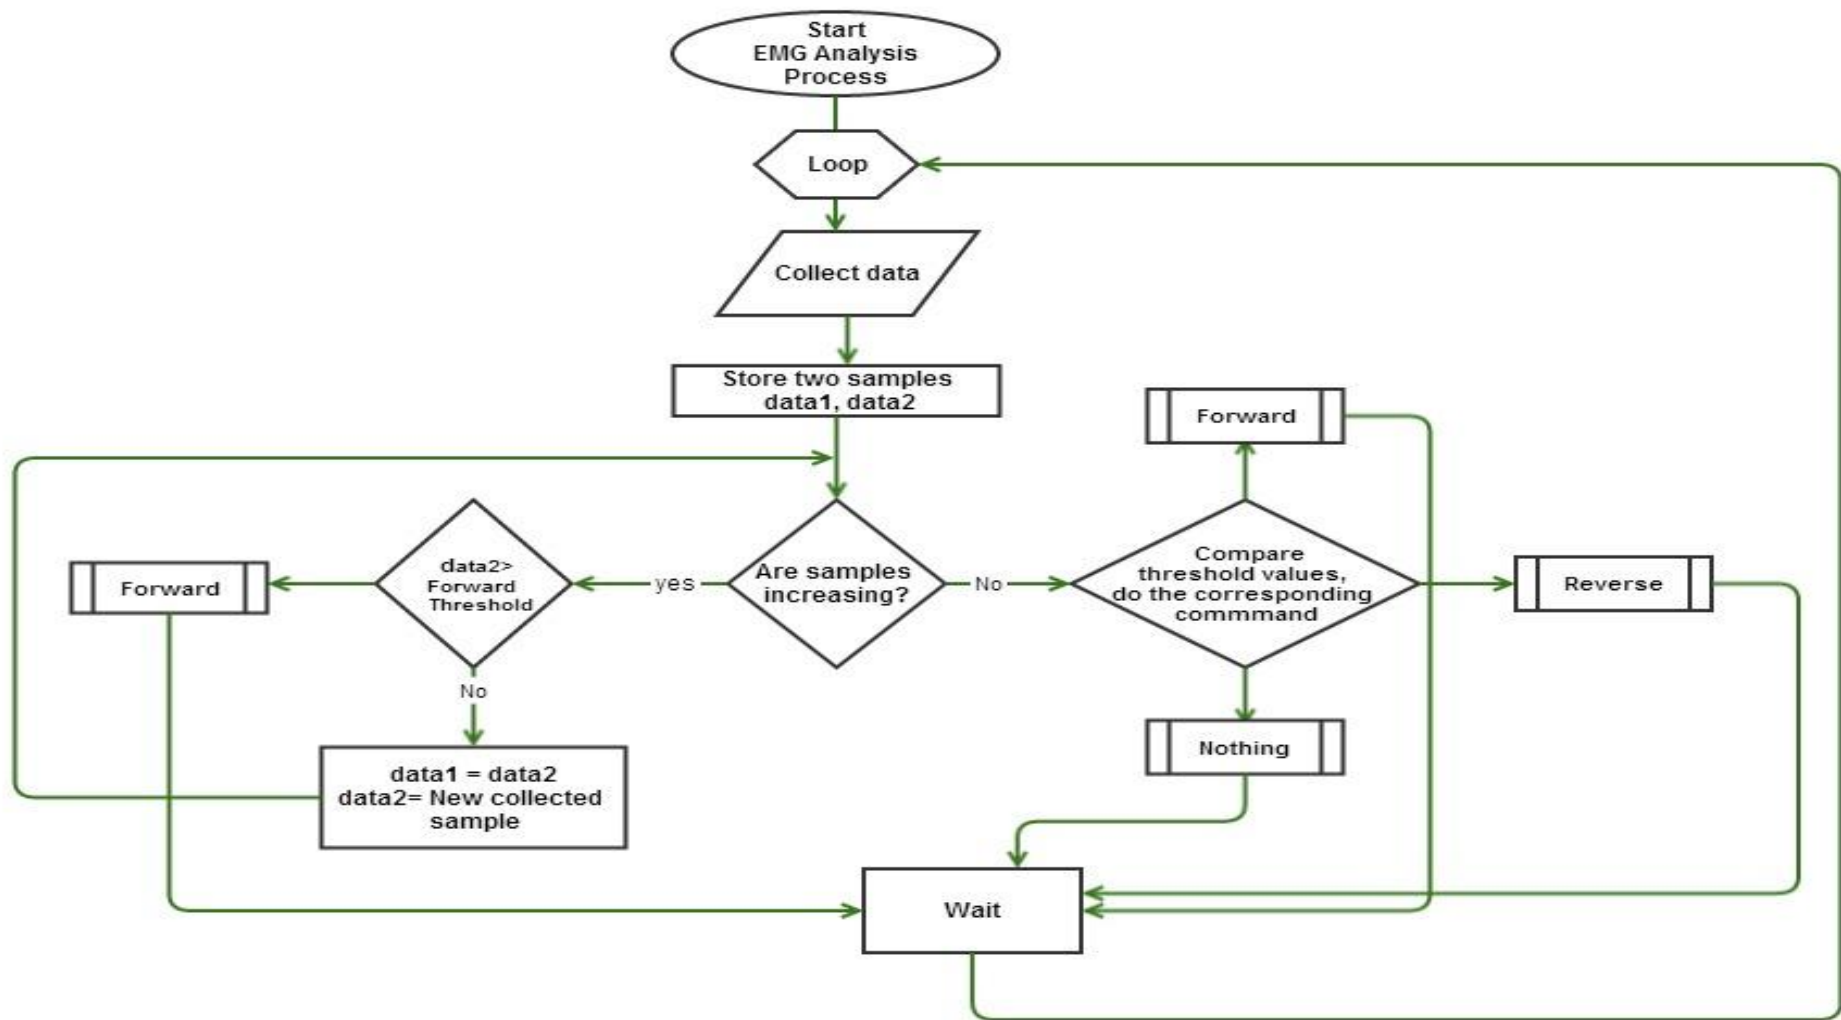 Start
EMG Analysis
Process
Loop
Collect data
Store two samples
data1, data2
Forward
data2>
Forward
Threshold
yes
Are samples
increasing?
No
Compare
threshold values,
do the corresponding
commmand
Forward
Reverse
No
Nothing
data1 = data2
data2= New collected
sample
Wait